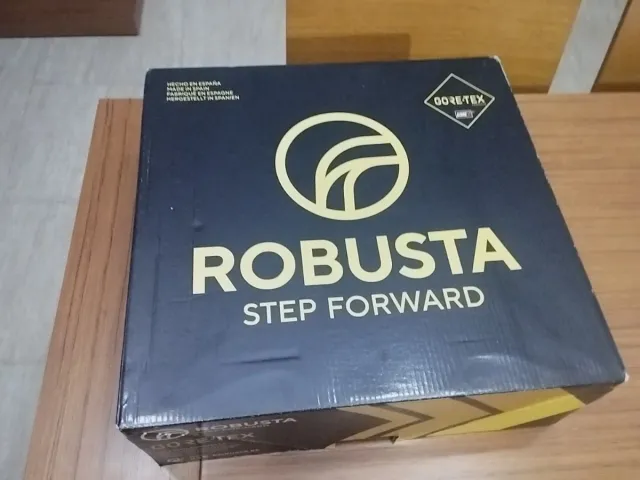 HECHO EN ESPAÑA
MADE IN SPAIN
FABRIQUÉ EN ESPAGNE
HERGESTELLT IN SPANIEN
GORE-TEX
ROBUSTA
STEP FORWARD
ROBUSTA
GORE-TEX